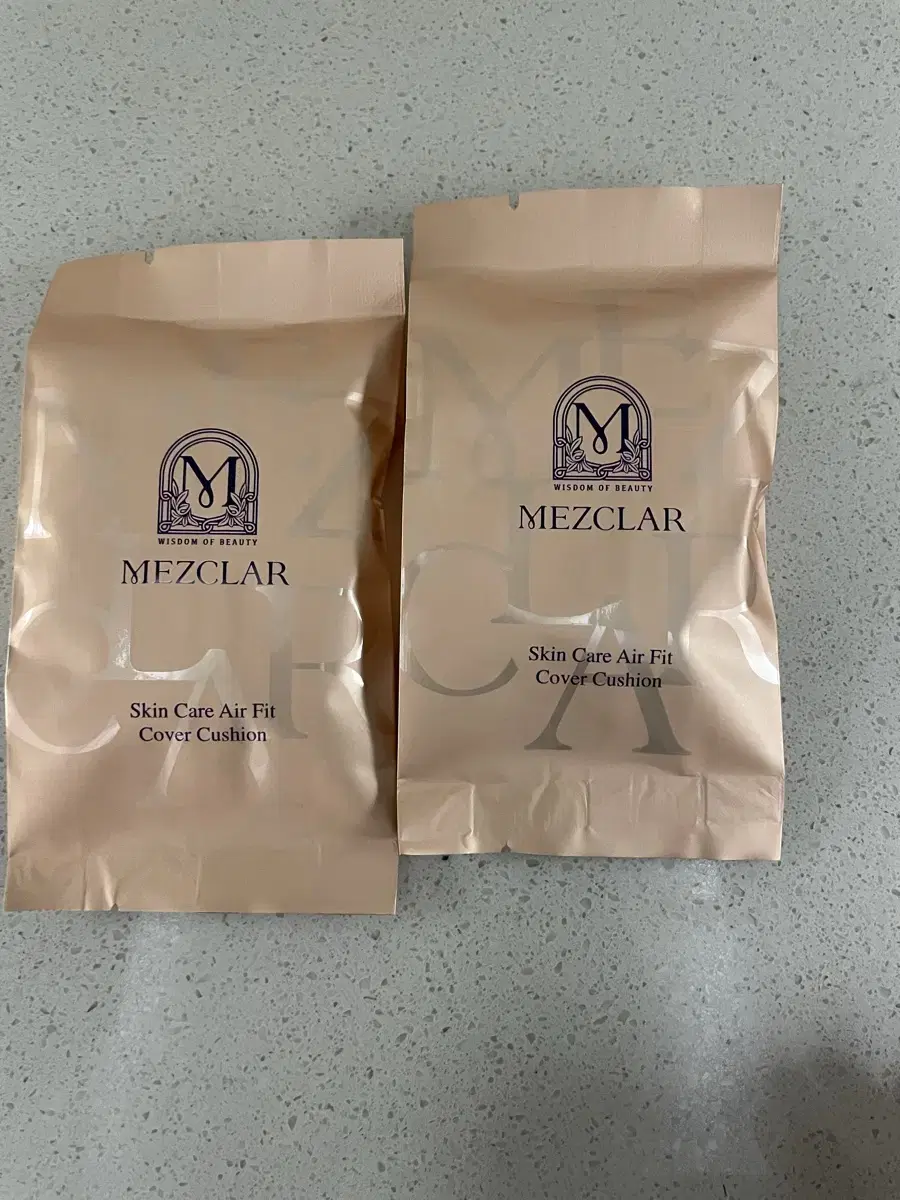 M
WISDOM OF BEAUTY
MEZCLAR
Skin Care Air Fit
Cover Cushion
M
WISDOM OF BEAUTY
MEZCLAR
Skin Care Air Fit
Cover Cushion